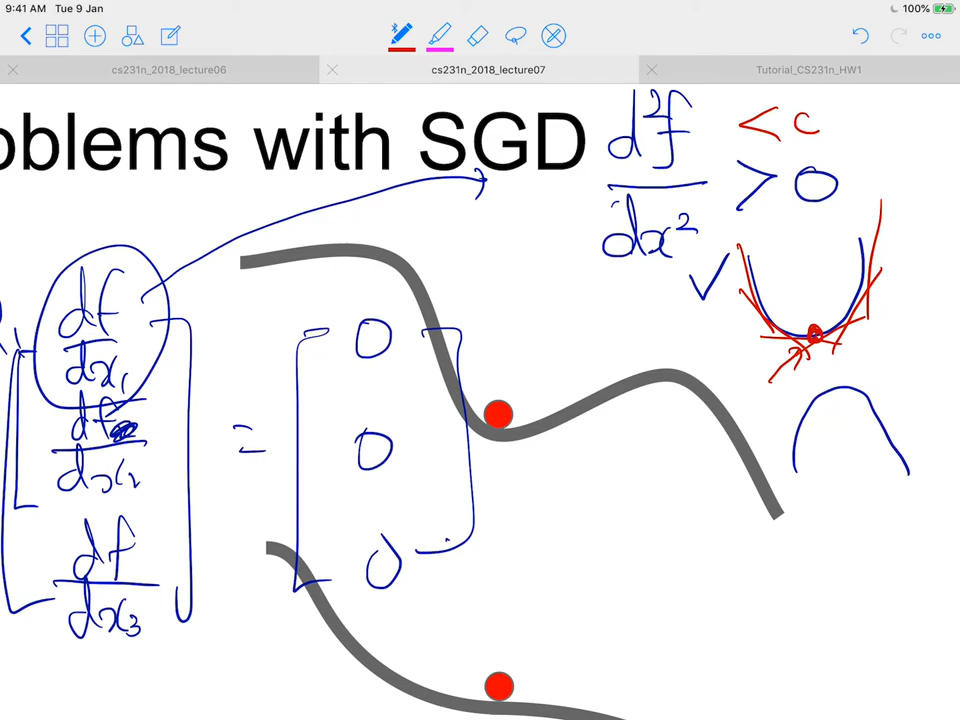 9:41 AM Tue 9 Jan
100%
cs231n_2018_lecture06
cs231n_2018_lecture07
Tutorial_CS231n_HW1
oblems with SGD
d²f
dx²
< c
> 0
df
dx₁
df
dx₂
df
dx₃
=
0
0
0